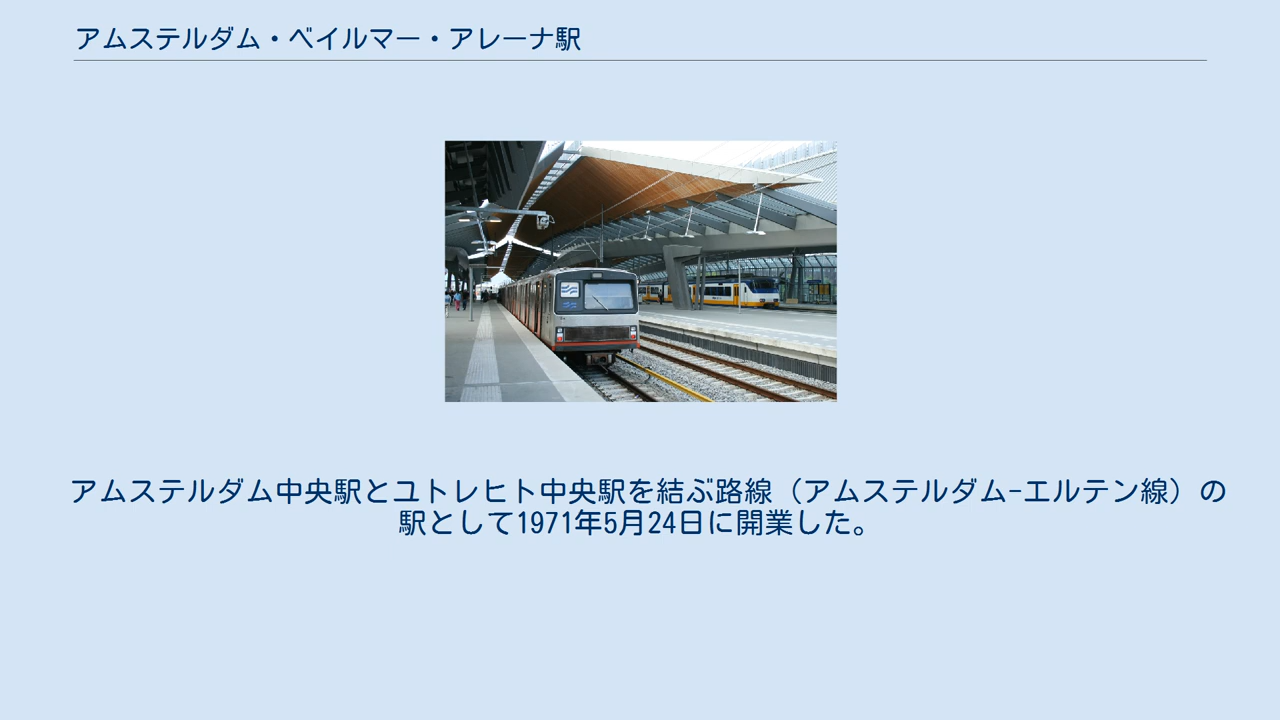 アムステルダム・ベイルマー・アレーナ駅
アムステルダム中央駅とユトレヒト中央駅を結ぶ路線（アムステルダム-エルテン線）の
駅として1971年5月24日に開業した。